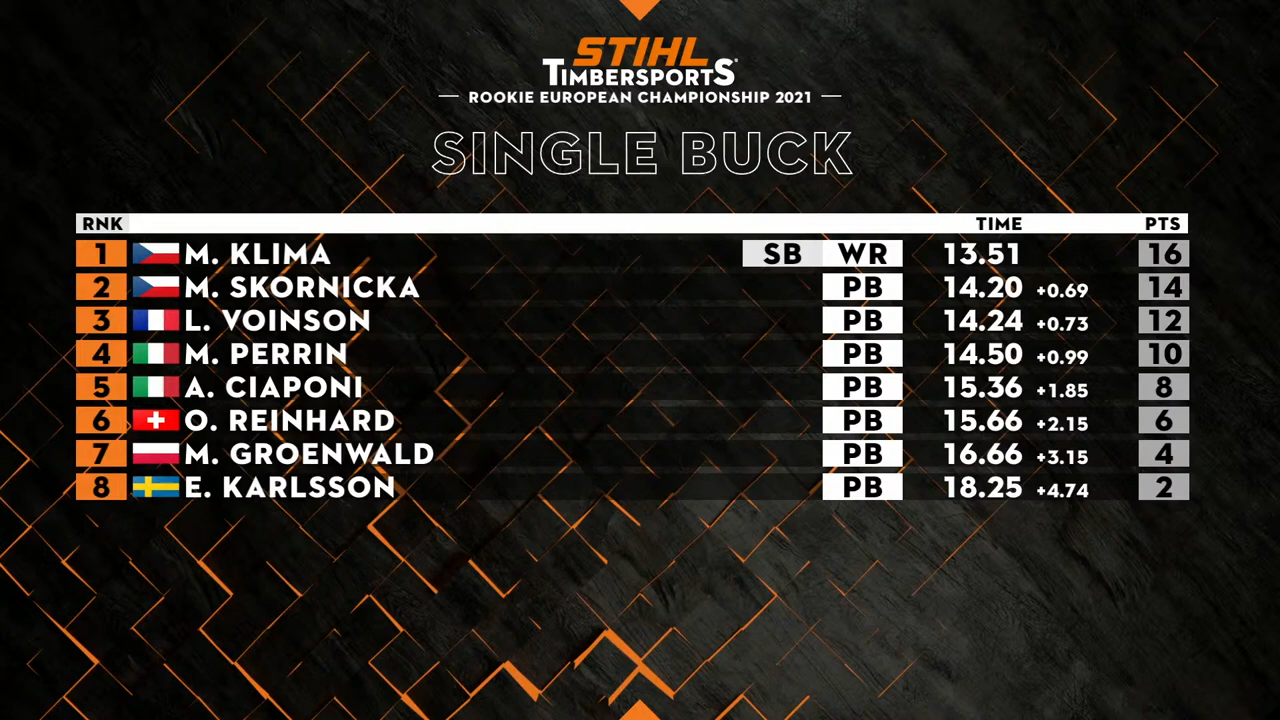 STIHL
TIMBERSPORTS®
ROOKIE EUROPEAN CHAMPIONSHIP 2021
SINGLE BUCK
RNK TIME PTS
1 M. KLIMA SB WR 13.51 16
2 M. SKORNICKA PB 14.20 +0.69 14
3 L. VOINSON PB 14.24 +0.73 12
4 M. PERRIN PB 14.50 +0.99 10
5 A. CIAPONI PB 15.36 +1.85 8
6 O. REINHARD PB 15.66 +2.15 6
7 M. GROENWALD PB 16.66 +3.15 4
8 E. KARLSSON PB 18.25 +4.74 2